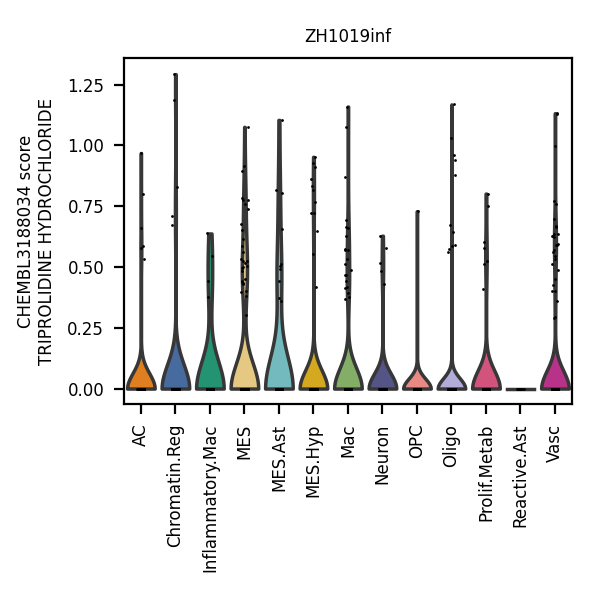 ZH1019inf
CHEMBL3188034 score
TRIPROLIDINE HYDROCHLORIDE
1.25
1.00
0.75
0.50
0.25
0.00
AC
Chromatin.Reg
Inflammatory.Mac
MES
MES.Ast
MES.Hyp
Mac
Neuron
OPC
Oligo
Prolif.Metab
Reactive.Ast
Vasc